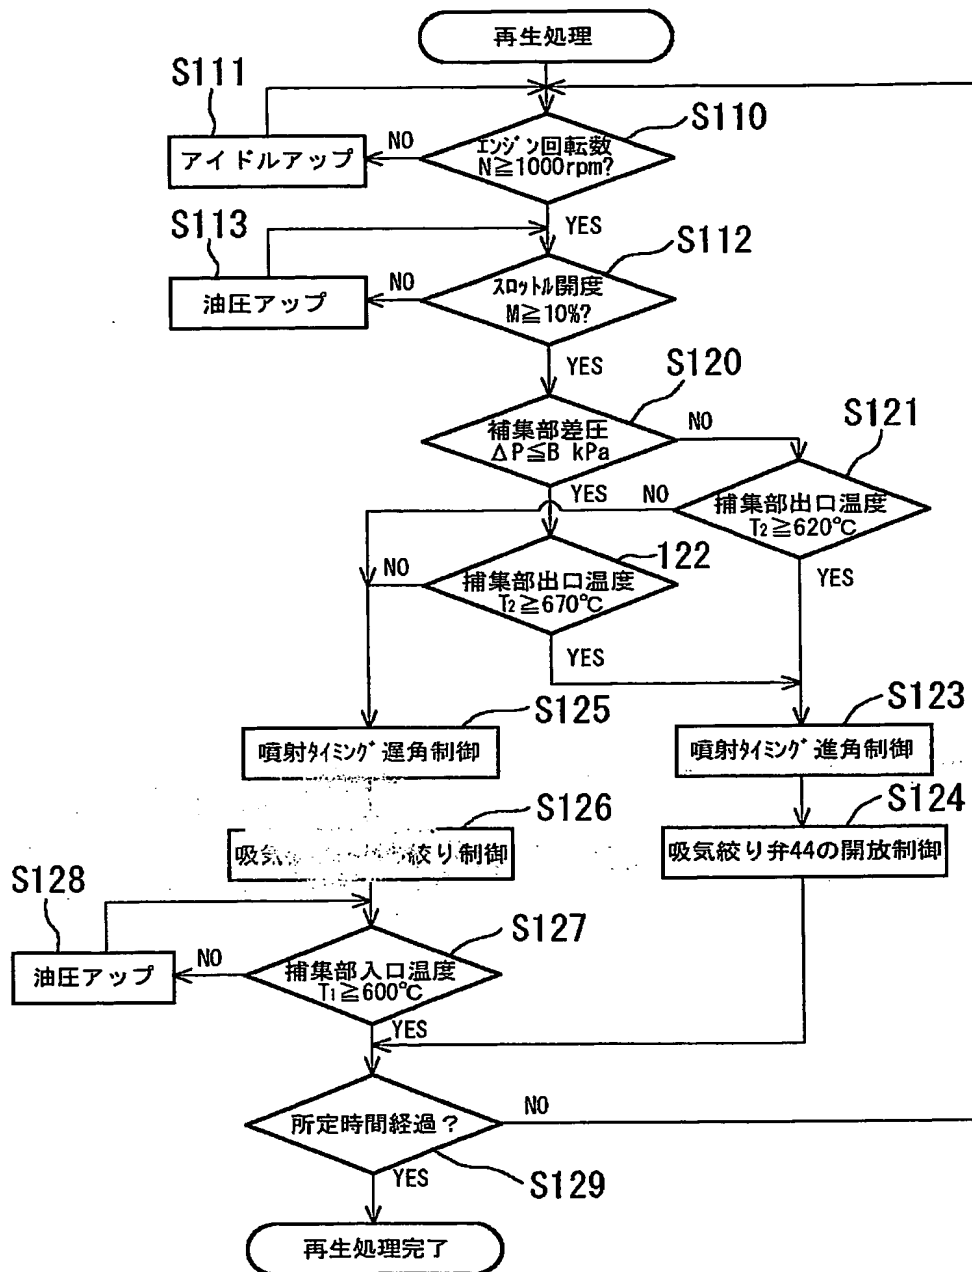 再生処理
S111
S110
アイドルアップ
NO
エンジン回転数
N≧1000rpm?
YES
S113
S112
油圧アップ
NO
スロットル開度
M≧10%?
YES
S120
補集部差圧
ΔP≦B kPa
NO
S121
YES
NO
捕集部出口温度
T2≧620℃
YES
122
NO
捕集部出口温度
T2≧670℃
YES
S125
S123
噴射タイミング遅角制御
噴射タイミング進角制御
S126
S124
吸気
絞り制御
吸気絞り弁44の開放制御
S128
S127
油圧アップ
NO
捕集部入口温度
T1≧600℃
YES
所定時間経過?
NO
YES
S129
再生処理完了